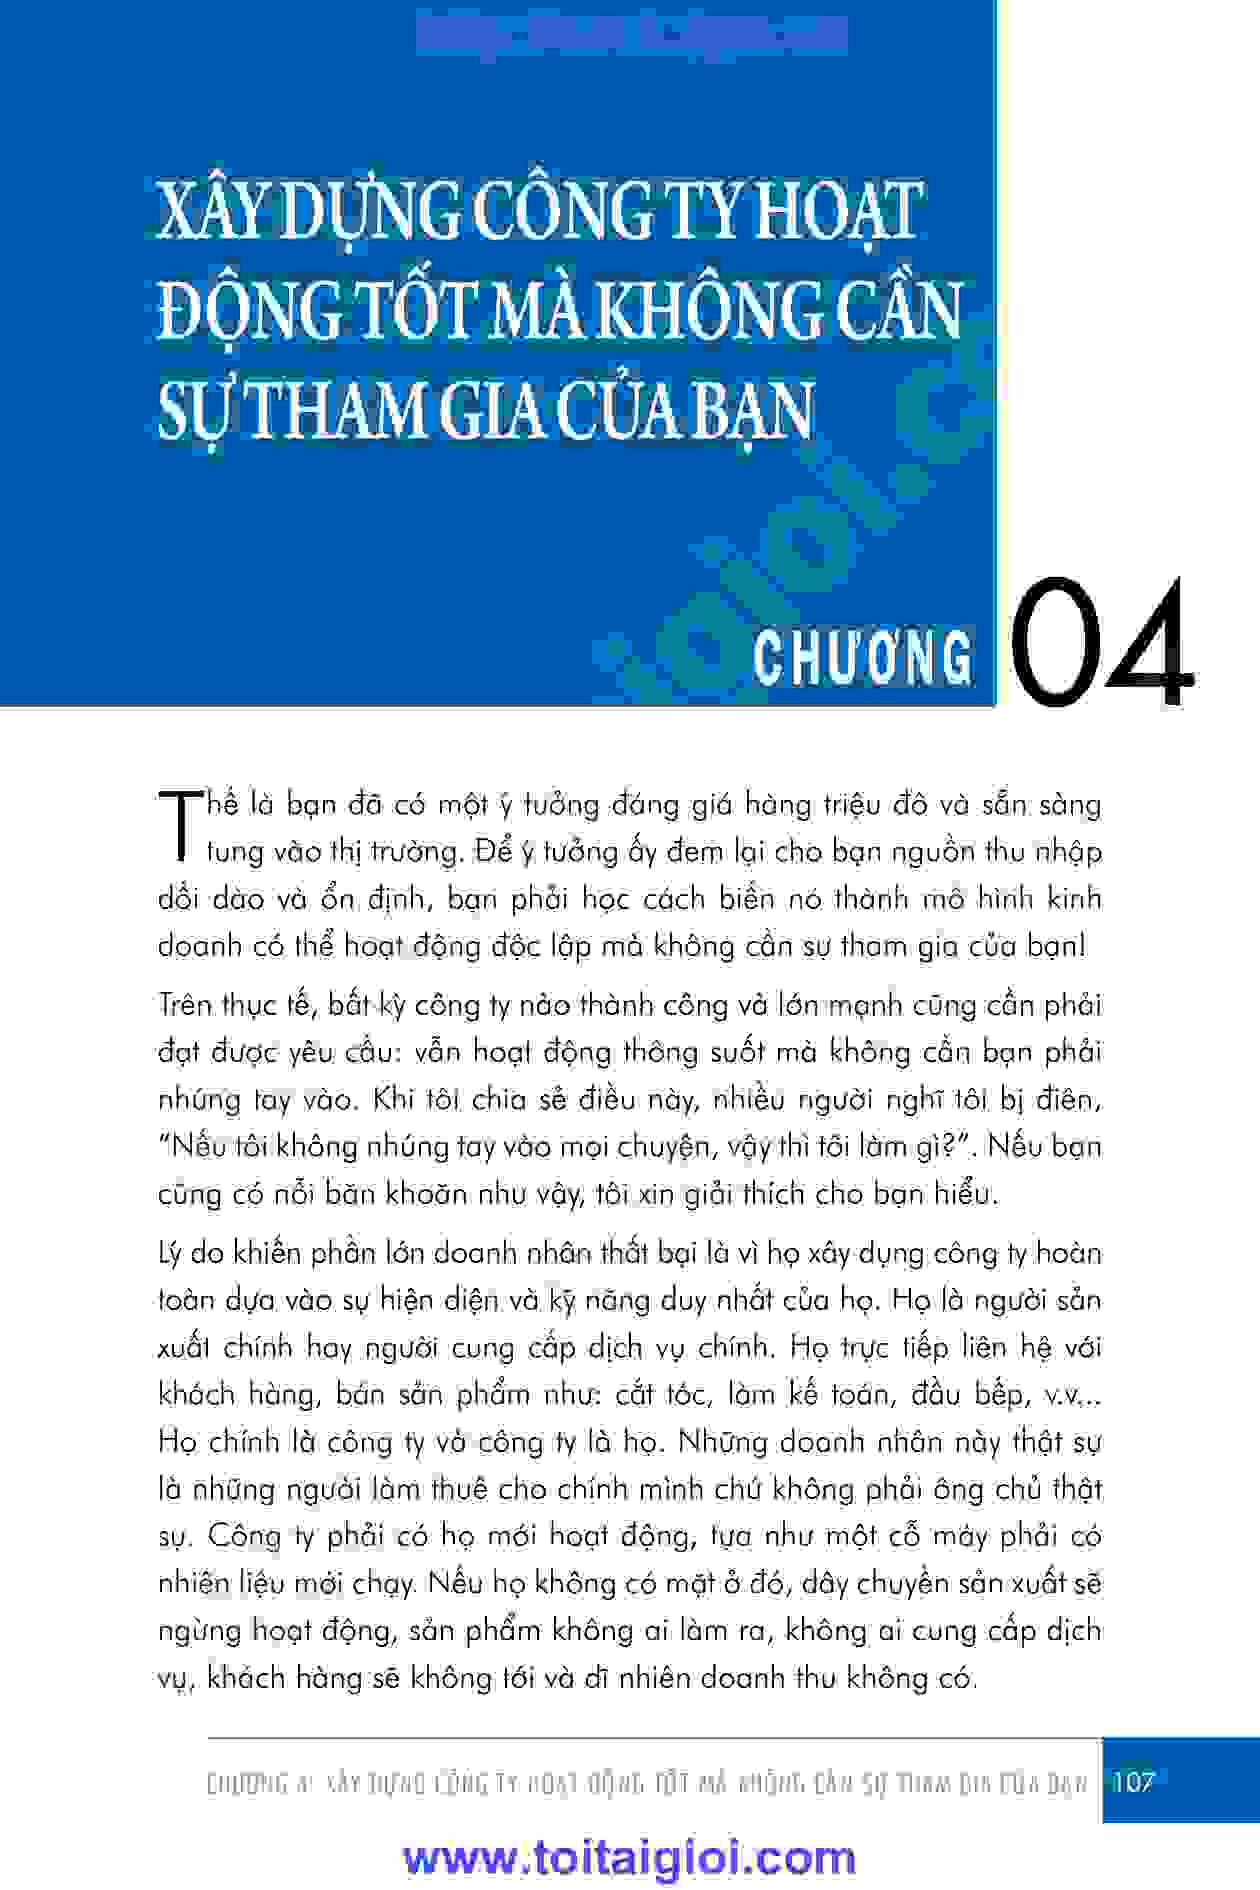 XÂY DỰNG CÔNG TY HOẠT
ĐỘNG TỐT MÀ KHÔNG CẦN
SỰ THAM GIA CỦA BẠN
CHƯƠNG 04
Thế là bạn đã có một ý tưởng đáng giá hàng triệu đô và sẵn sàng
tung vào thị trường. Để ý tưởng ấy đem lại cho bạn nguồn thu nhập
dồi dào và ổn định, bạn phải học cách biến nó thành mô hình kinh
doanh có thể hoạt động độc lập mà không cần sự tham gia của bạn!
Trên thực tế, bất kỳ công ty nào thành công và lớn mạnh cũng cần phải
đạt được yêu cầu: vẫn hoạt động thông suốt mà không cần bạn phải
nhúng tay vào. Khi tôi chia sẻ điều này, nhiều người nghĩ tôi bị điên,
“Nếu tôi không nhúng tay vào mọi chuyện, vậy thì tôi làm gì?”. Nếu bạn
cũng có nỗi băn khoăn như vậy, tôi xin giải thích cho bạn hiểu.
Lý do khiến phần lớn doanh nhân thất bại là vì họ xây dựng công ty hoàn
toàn dựa vào sự hiện diện và kỹ năng duy nhất của họ. Họ là người sản
xuất chính hay người cung cấp dịch vụ chính. Họ trực tiếp liên hệ với
khách hàng, bán sản phẩm như: cắt tóc, làm kế toán, đầu bếp, v.v...
Họ chính là công ty và công ty là họ. Những doanh nhân này thật sự
là những người làm thuê cho chính mình chứ không phải ông chủ thật
sự. Công ty phải có họ mới hoạt động, tựa như một cỗ máy phải có
nhiên liệu mới chạy. Nếu họ không có mặt ở đó, dây chuyền sản xuất sẽ
ngừng hoạt động, sản phẩm không ai làm ra, không ai cung cấp dịch
vụ, khách hàng sẽ không tới và dĩ nhiên doanh thu không có.
CHƯƠNG 4: XÂY DỰNG CÔNG TY HOẠT ĐỘNG TỐT MÀ KHÔNG CẦN SỰ THAM GIA CỦA BẠN 107
www.toitaigioi.com